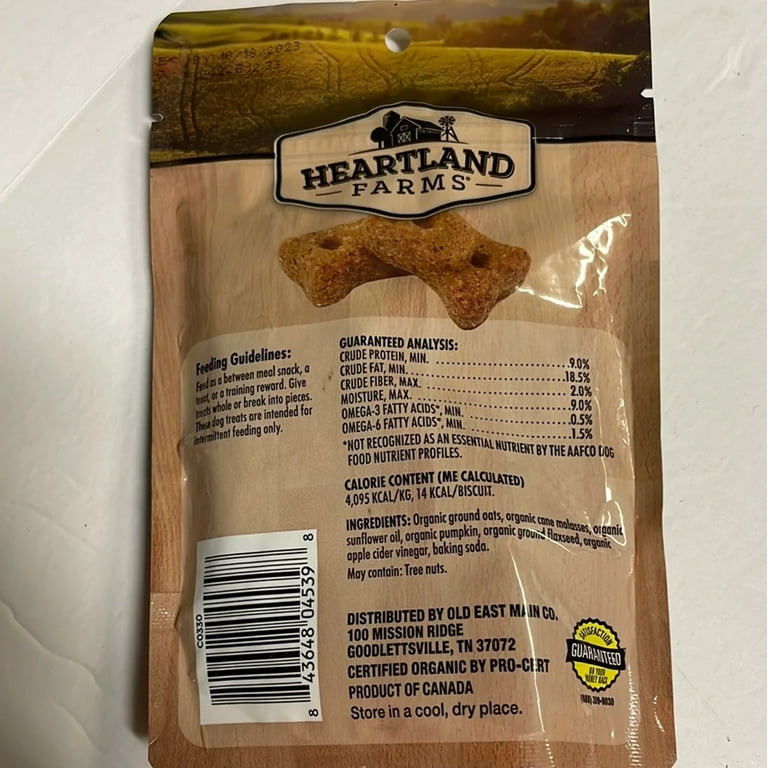 10/18/2023
HEARTLAND
FARMS®
Feeding Guidelines:
Feed as a between meal snack, a
treat, or a training reward. Give
treats whole or break into pieces.
These dog treats are intended for
intermittent feeding only.
GUARANTEED ANALYSIS:
CRUDE PROTEIN, MIN. 9.0%
CRUDE FAT, MIN. 18.5%
CRUDE FIBER, MAX. 2.0%
MOISTURE, MAX. 9.0%
OMEGA-3 FATTY ACIDS*, MIN. 0.5%
OMEGA-6 FATTY ACIDS*, MIN. 1.5%
*NOT RECOGNIZED AS AN ESSENTIAL NUTRIENT BY THE AAFCO DOG
FOOD NUTRIENT PROFILES.
CALORIE CONTENT (ME CALCULATED)
4,095 KCAL/KG, 14 KCAL/BISCUIT.
INGREDIENTS: Organic ground oats, organic cane molasses, organic
sunflower oil, organic pumpkin, organic ground flaxseed, organic
apple cider vinegar, baking soda.
May contain: Tree nuts.
C0330
8 43648 04539 8
DISTRIBUTED BY OLD EAST MAIN CO.
100 MISSION RIDGE
GOODLETTSVILLE, TN 37072
CERTIFIED ORGANIC BY PRO-CERT
PRODUCT OF CANADA
Store in a cool, dry place.
SATISFACTION
GUARANTEED
OR YOUR
MONEY BACK